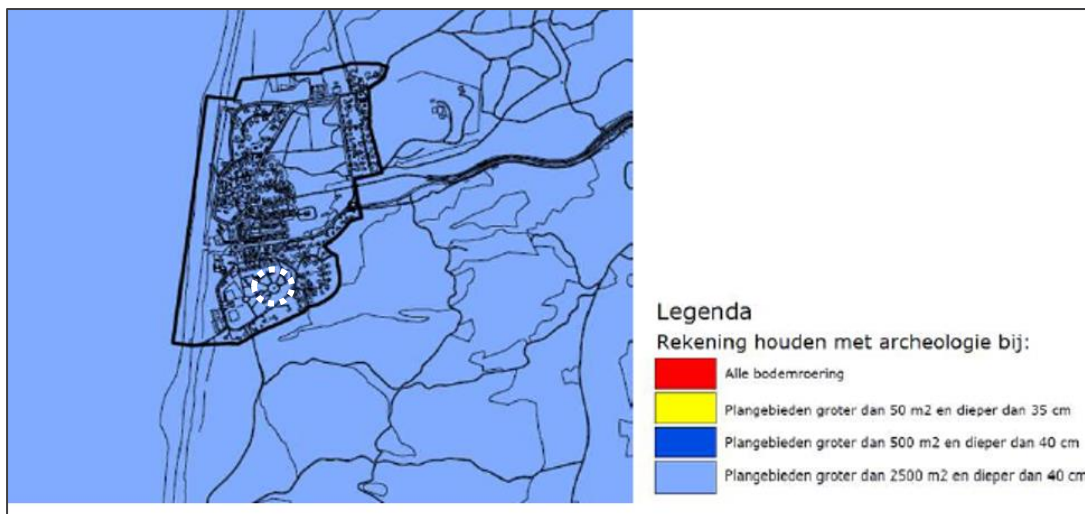 Legenda
Rekening houden met archeologie bij:
Alle bodemroering
Plangebieden groter dan 50 m2 en dieper dan 35 cm
Plangebieden groter dan 500 m2 en dieper dan 40 cm
Plangebieden groter dan 2500 m2 en dieper dan 40 cm